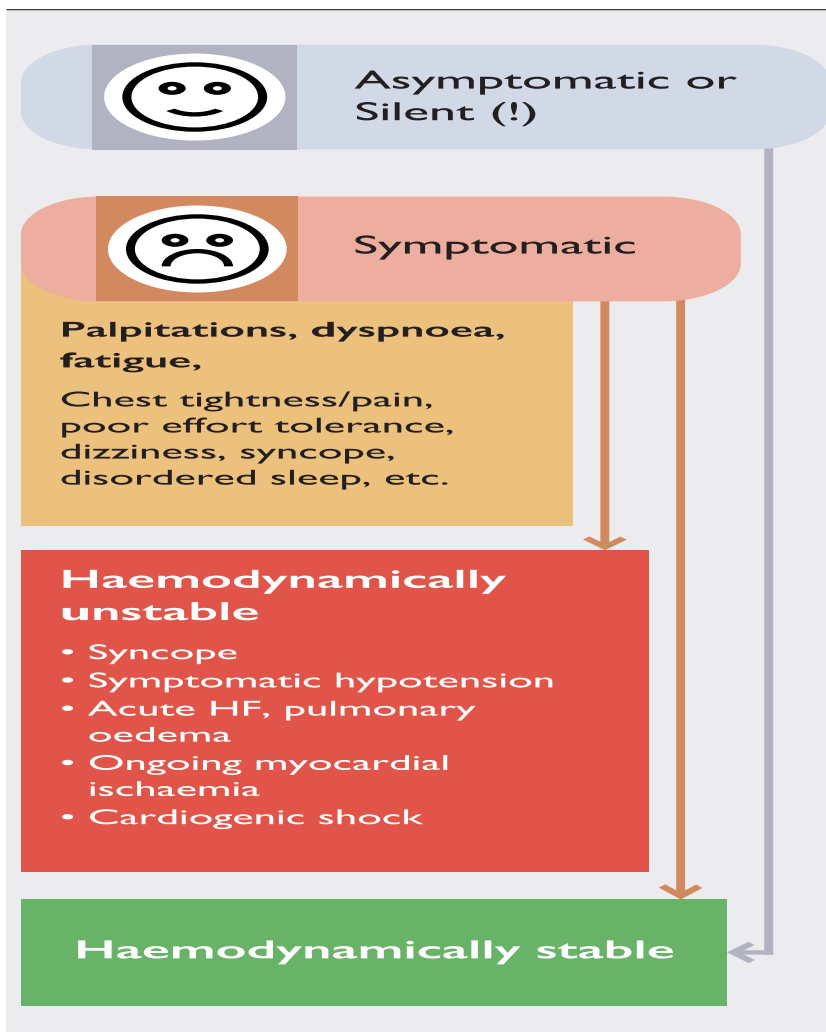 Asymptomatic or
Silent (!)
Symptomatic
Palpitations, dyspnoea,
fatigue,
Chest tightness/pain,
poor effort tolerance,
dizziness, syncope,
disordered sleep, etc.
Haemodynamically
unstable
• Syncope
• Symptomatic hypotension
• Acute HF, pulmonary
oedema
• Ongoing myocardial
ischaemia
• Cardiogenic shock
Haemodynamically stable